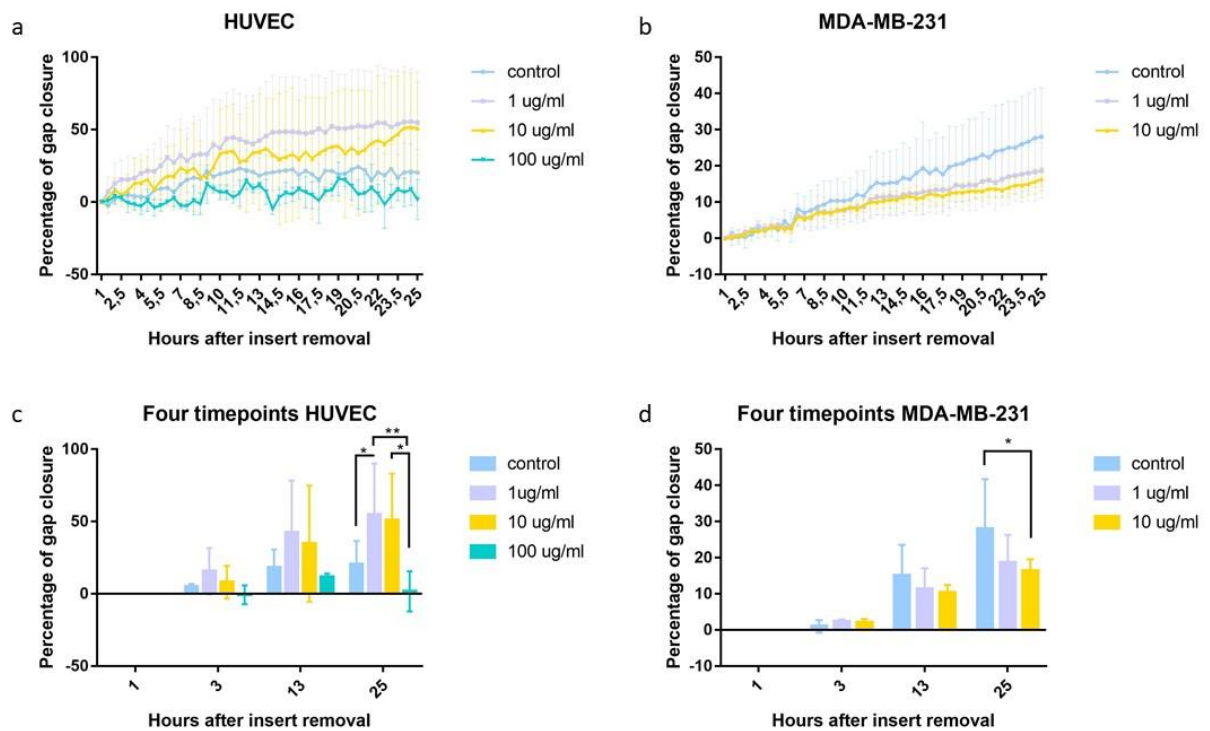 a
HUVEC
Percentage of gap closure
100
50
0
-50
1 2,5 4 5,5 7 8,5 10 11,5 13 14,5 16 17,5 19 20,5 22 23,5 25
Hours after insert removal
control
1 ug/ml
10 ug/ml
100 ug/ml
b
MDA-MB-231
Percentage of gap closure
50
40
30
20
10
0
-10
1 2,5 4 5,5 7 8,5 10 11,5 13 14,5 16 17,5 19 20,5 22 23,5 25
Hours after insert removal
control
1 ug/ml
10 ug/ml
c
Four timepoints HUVEC
Percentage of gap closure
100
50
0
-50
**
* *
1 3 13 25
Hours after insert removal
control
1ug/ml
10 ug/ml
100 ug/ml
d
Four timepoints MDA-MB-231
Percentage of gap closure
50
40
30
20
10
0
-10
*
1 3 13 25
Hours after insert removal
control
1 ug/ml
10 ug/ml